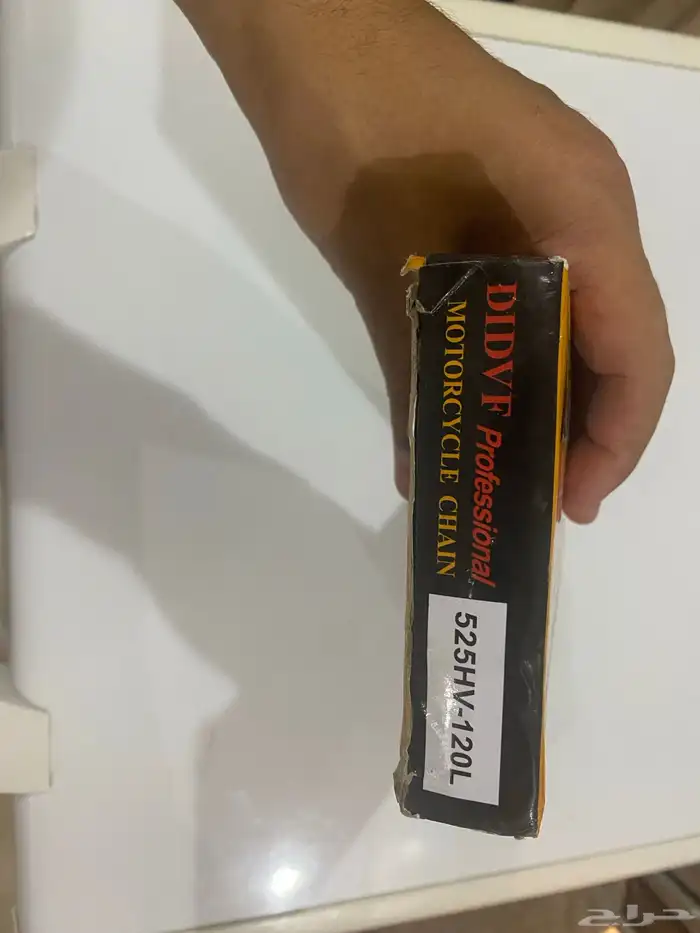 DIDVF Professional
MOTORCYCLE CHAIN
525HV-120L
حراج